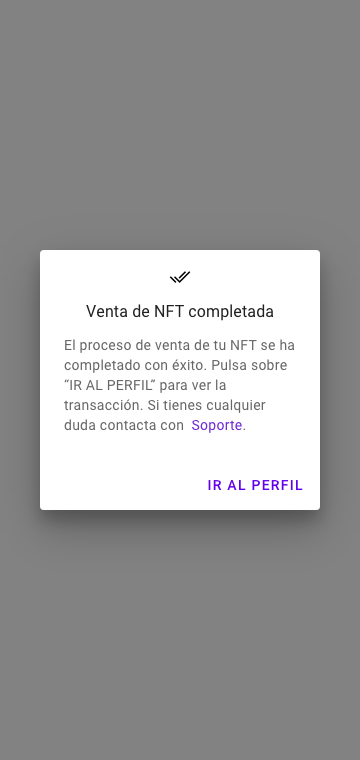 Venta de NFT completada
El proceso de venta de tu NFT se ha
completado con éxito. Pulsa sobre
“IR AL PERFIL” para ver la
transacción. Si tienes cualquier
duda contacta con Soporte.
IR AL PERFIL